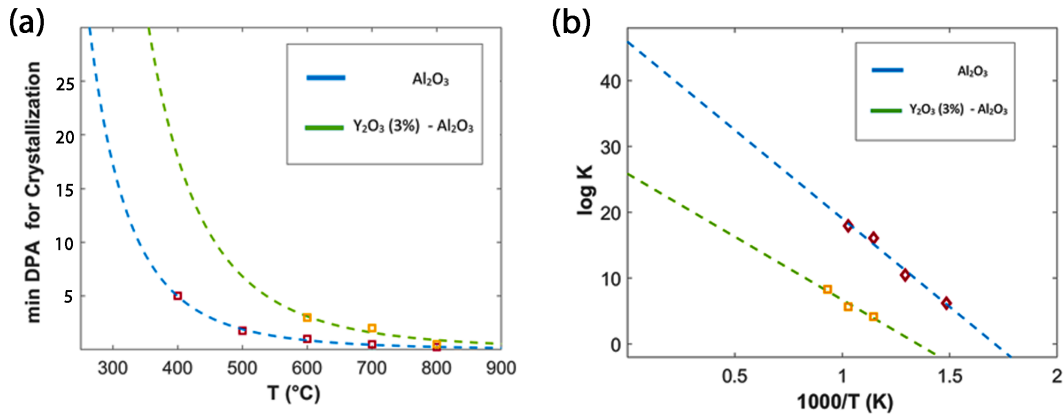 (a)
min DPA for Crystallization
25
20
15
10
5
Al₂O₃
Y₂O₃ (3%) - Al₂O₃
300 400 500 600 700 800 900
T (°C)
(b)
log K
40
30
20
10
0
Al₂O₃
Y₂O₃ (3%) - Al₂O₃
0.5 1 1.5 2
1000/T (K)